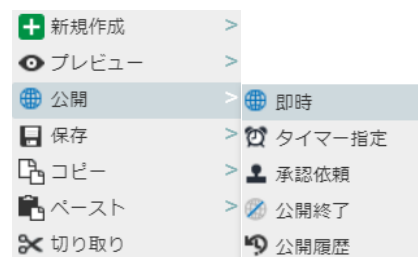 新規作成
プレビュー
公開
保存
コピー
ペースト
切り取り
即時
タイマー指定
承認依頼
公開終了
公開履歴